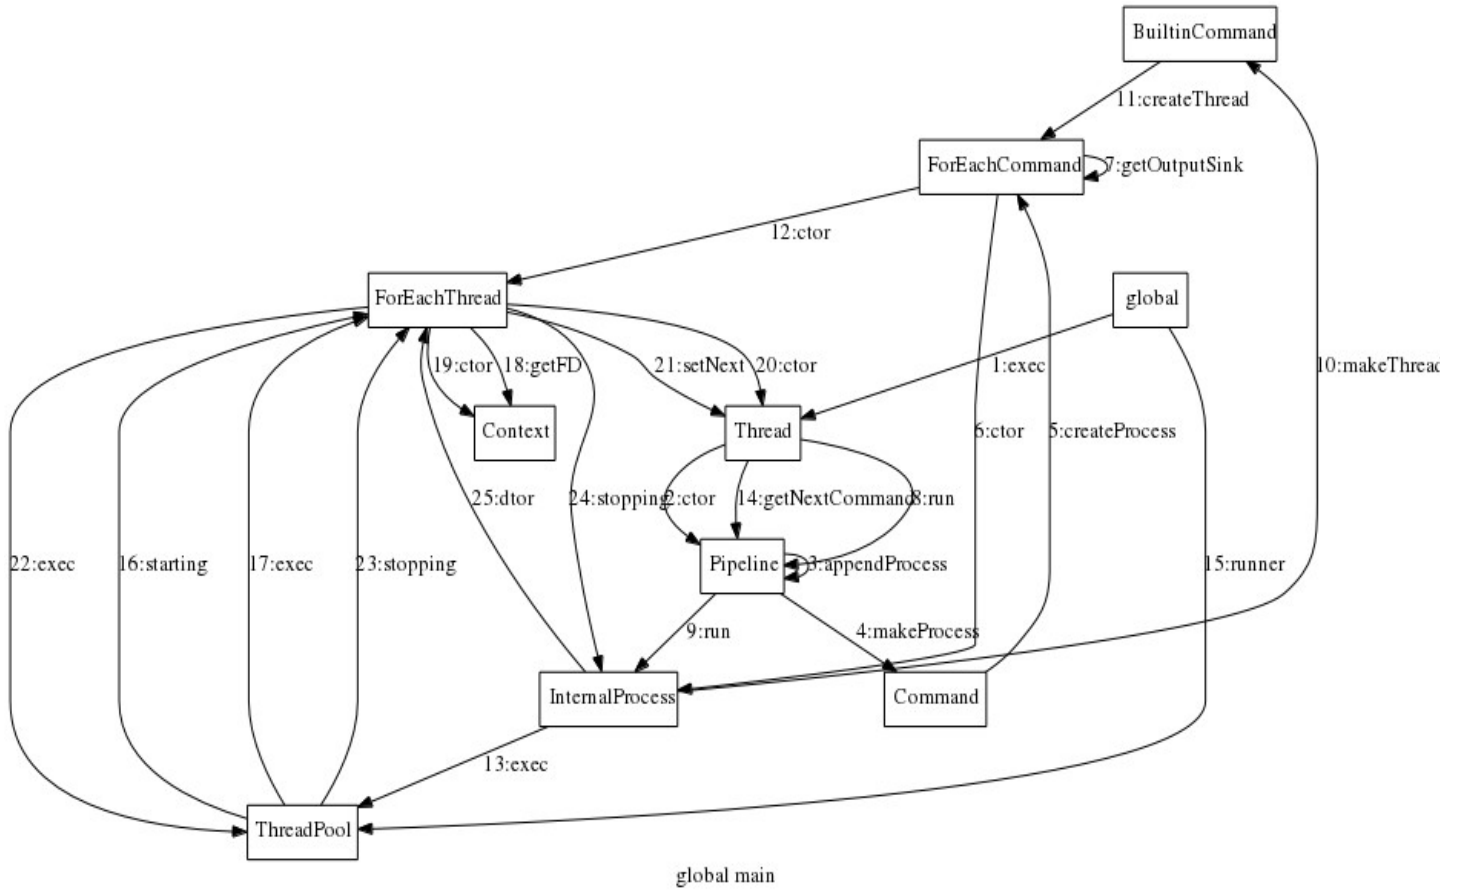 BuiltinCommand
11:createThread
ForEachCommand
7:getOutputSink
12:ctor
ForEachThread
global
19:ctor
18:getFD
21:setNext
20:ctor
1:exec
10:makeThread
Context
Thread
6:ctor
5:createProcess
25:dtor
24:stopping
2:ctor
14:getNextCommand
8:run
22:exec
16:starting
17:exec
23:stopping
Pipeline
3:appendProcess
15:runner
9:run
4:makeProcess
InternalProcess
Command
13:exec
ThreadPool
global main